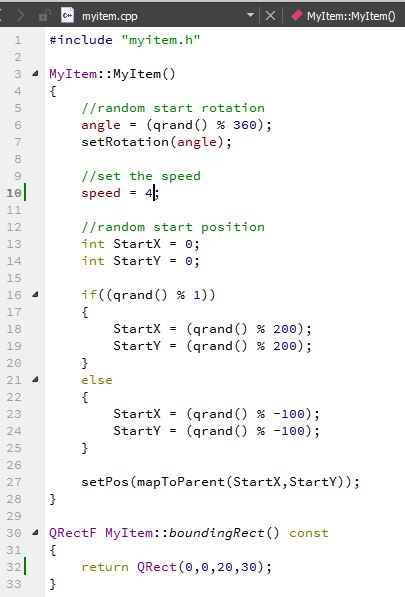 myitem.cpp MyItem::MyItem()
1 #include "myitem.h"
2
3 MyItem::MyItem()
4 {
5     //random start rotation
6     angle = (qrand() % 360);
7     setRotation(angle);
8
9     //set the speed
10     speed = 4;
11
12     //random start position
13     int StartX = 0;
14     int StartY = 0;
15
16     if((qrand() % 1))
17     {
18         StartX = (qrand() % 200);
19         StartY = (qrand() % 200);
20     }
21     else
22     {
23         StartX = (qrand() % -100);
24         StartY = (qrand() % -100);
25     }
26
27     setPos(mapToParent(StartX,StartY));
28 }
29
30 QRectF MyItem::boundingRect() const
31 {
32     return QRect(0,0,20,30);
33 }